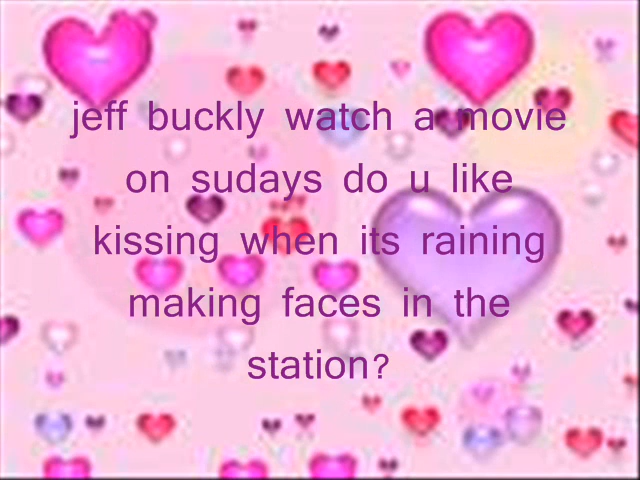 jeff buckly watch a movie
on sudays do u like
kissing when its raining
making faces in the
station?